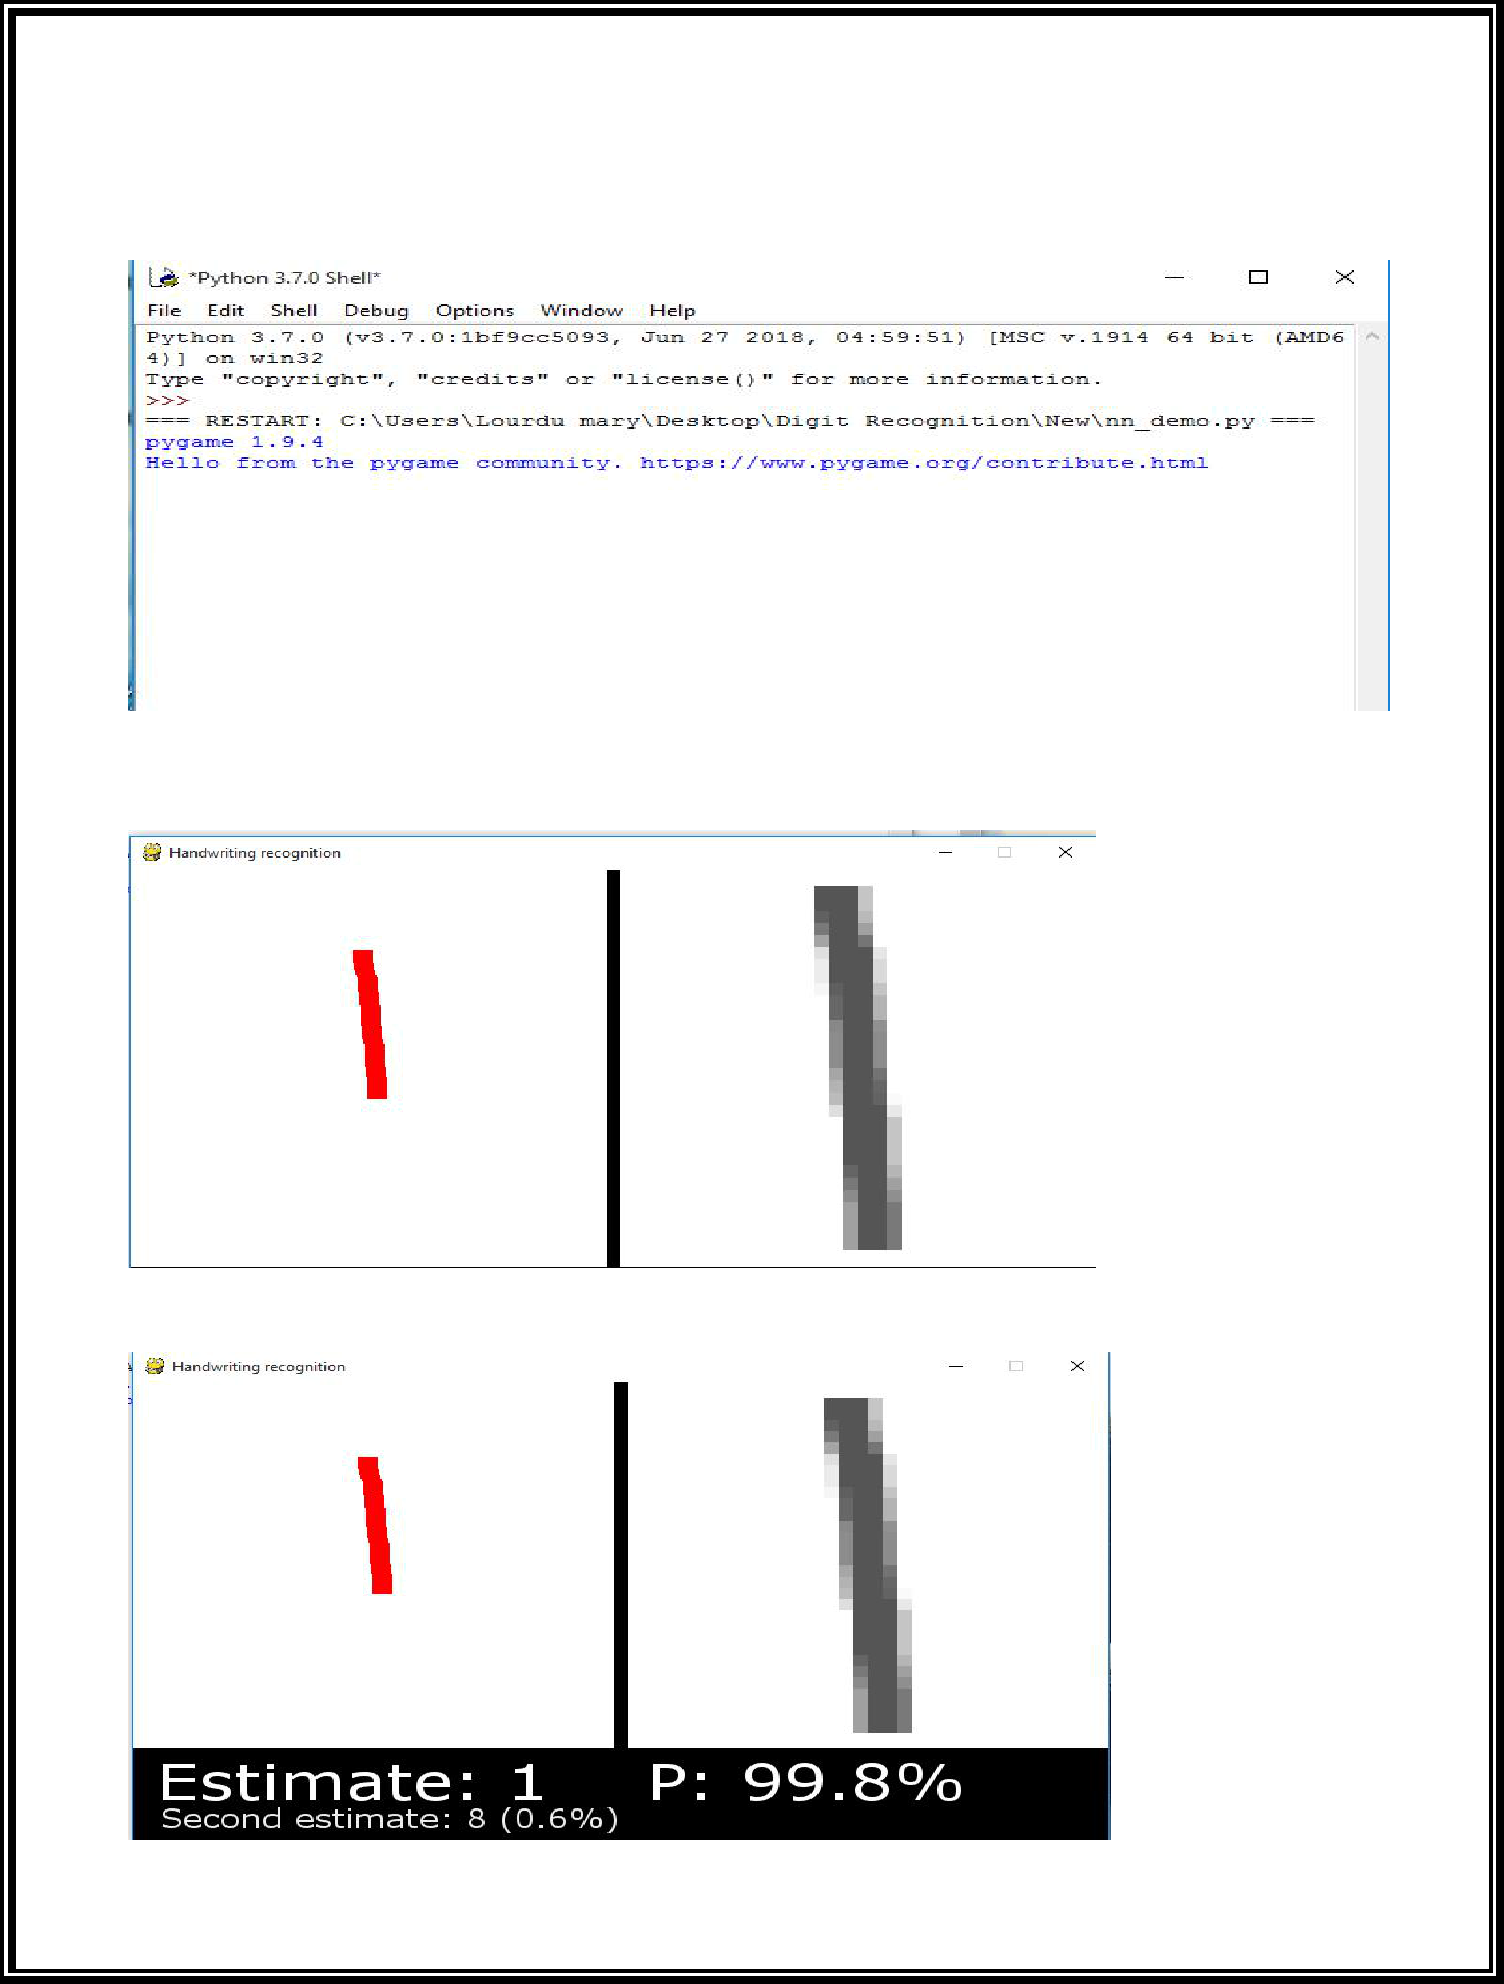 *Python 3.7.0 Shell*
File Edit Shell Debug Options Window Help
Python 3.7.0 (v3.7.0:1bf9cc5093, Jun 27 2018, 04:59:51) [MSC v.1914 64 bit (AMD6
4)] on win32
Type "copyright", "credits" or "license()" for more information.
>>>
=== RESTART: C:\Users\Lourdu mary\Desktop\Digit Recognition\New\nn_demo.py ===
pygame 1.9.4
Hello from the pygame community. https://www.pygame.org/contribute.html
Handwriting recognition
Handwriting recognition
Estimate: 1 P: 99.8%
Second estimate: 8 (0.6%)